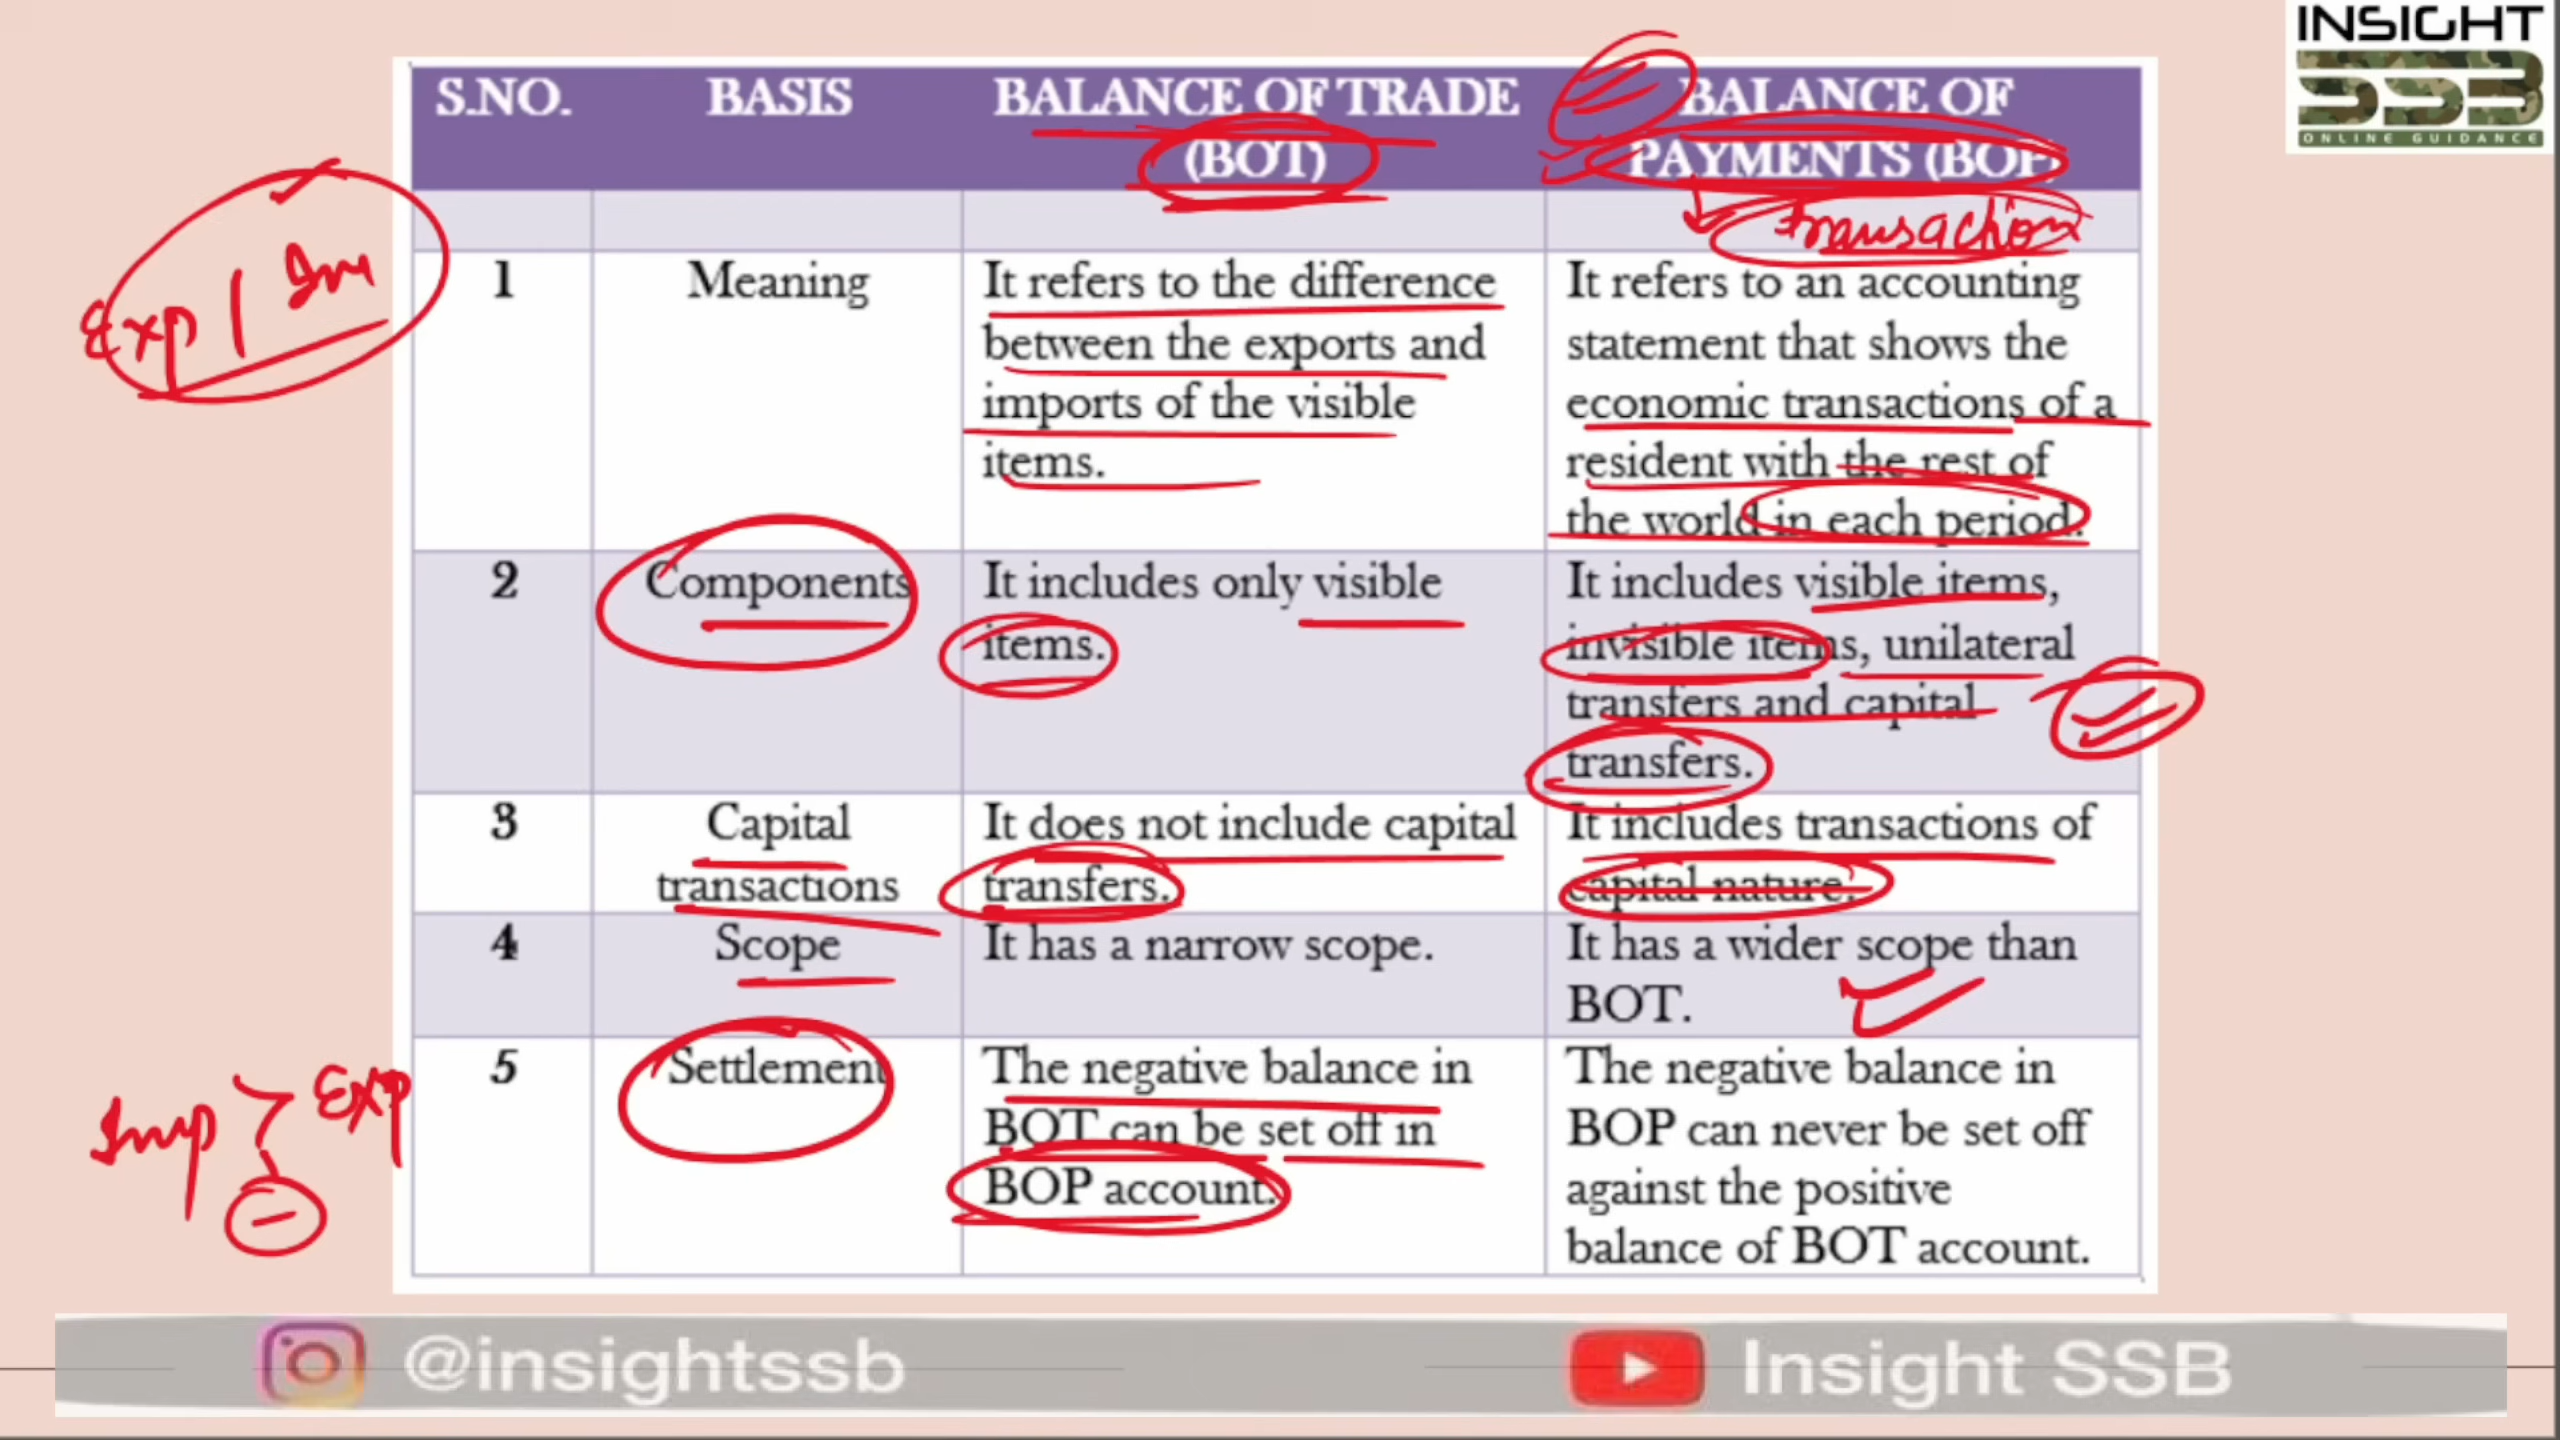 INSIGHT
SSB
ONLINE GUIDANCE
S.NO.
BASIS
BALANCE OF TRADE
(BOT)
BALANCE OF
PAYMENTS (BOP)
Transaction
Exp | Im
1
Meaning
It refers to the difference
between the exports and
imports of the visible
items.
It refers to an accounting
statement that shows the
economic transactions of a
resident with the rest of
the world in each period.
2
Components
It includes only visible
items.
It includes visible items,
invisible items, unilateral
transfers and capital
transfers.
3
Capital
transactions
It does not include capital
transfers.
It includes transactions of
capital nature.
4
Scope
It has a narrow scope.
It has a wider scope than
BOT.
5
Settlement
The negative balance in
BOT can be set off in
BOP account.
The negative balance in
BOP can never be set off
against the positive
balance of BOT account.
Imp > Exp
−
@insightssb
Insight SSB